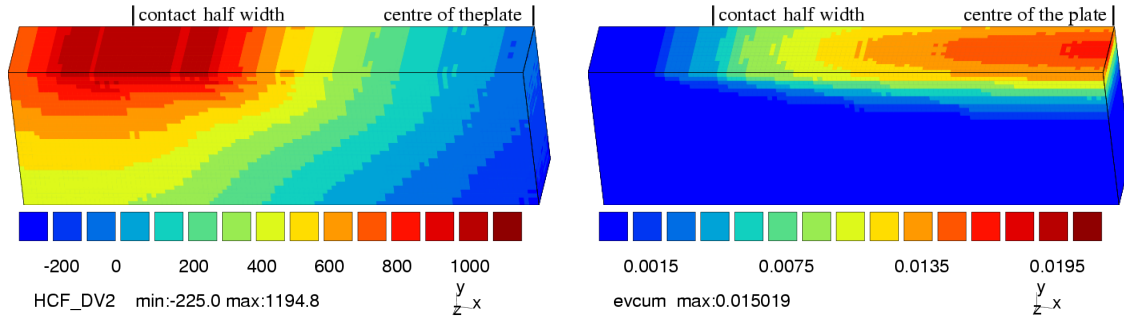 contact half width centre of theplate
-200 0 200 400 600 800 1000
HCF_DV2 min:-225.0 max:1194.8
y
z x
contact half width centre of the plate
0.0015 0.0075 0.0135 0.0195
evcum max:0.015019
y
z x